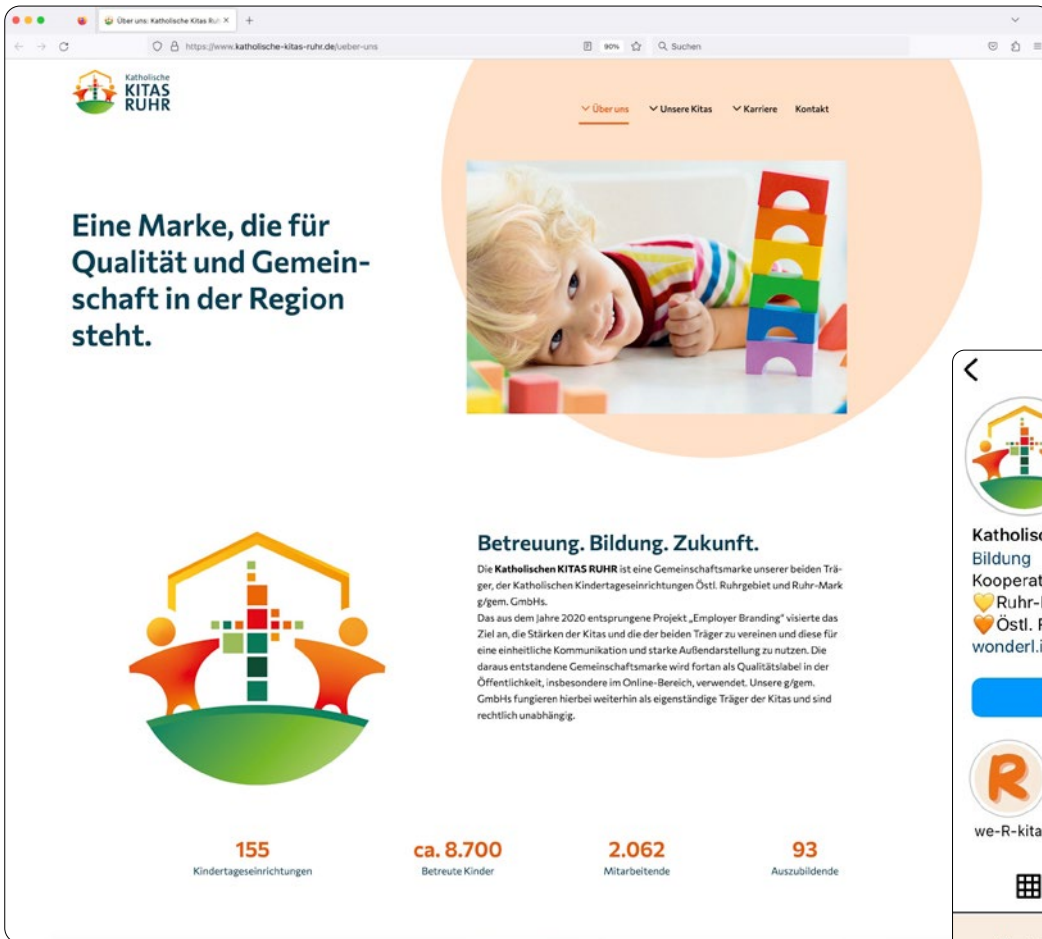 Über uns: Katholische Kitas Ruh
https://www.katholische-kitas-ruhr.de/ueber-uns
90%
Suchen
Katholische
KITAS
RUHR
Über uns
Unsere Kitas
Karriere
Kontakt
Eine Marke, die für
Qualität und Gemein-
schaft in der Region
steht.
Betreuung. Bildung. Zukunft.
Die Katholischen KITAS RUHR ist eine Gemeinschaftsmarke unserer beiden Trä-
ger, der Katholischen Kindertageseinrichtungen Östl. Ruhrgebiet und Ruhr-Mark
g/gem. GmbHs.
Das aus dem Jahre 2020 entsprungene Projekt „Employer Branding" visierte das
Ziel an, die Stärken der Kitas und die der beiden Träger zu vereinen und diese für
eine einheitliche Kommunikation und starke Außendarstellung zu nutzen. Die
daraus entstandene Gemeinschaftsmarke wird fortan als Qualitätslabel in der
Öffentlichkeit, insbesondere im Online-Bereich, verwendet. Unsere g/gem.
GmbHs fungieren hierbei weiterhin als eigenständige Träger der Kitas und sind
rechtlich unabhängig.
155
Kindertageseinrichtungen
ca. 8.700
Betreute Kinder
2.062
Mitarbeitende
93
Auszubildende
Katholisc
Bildung
Kooperat
💛Ruhr-
🧡Östl. R
wonderl.i
R
we-R-kita